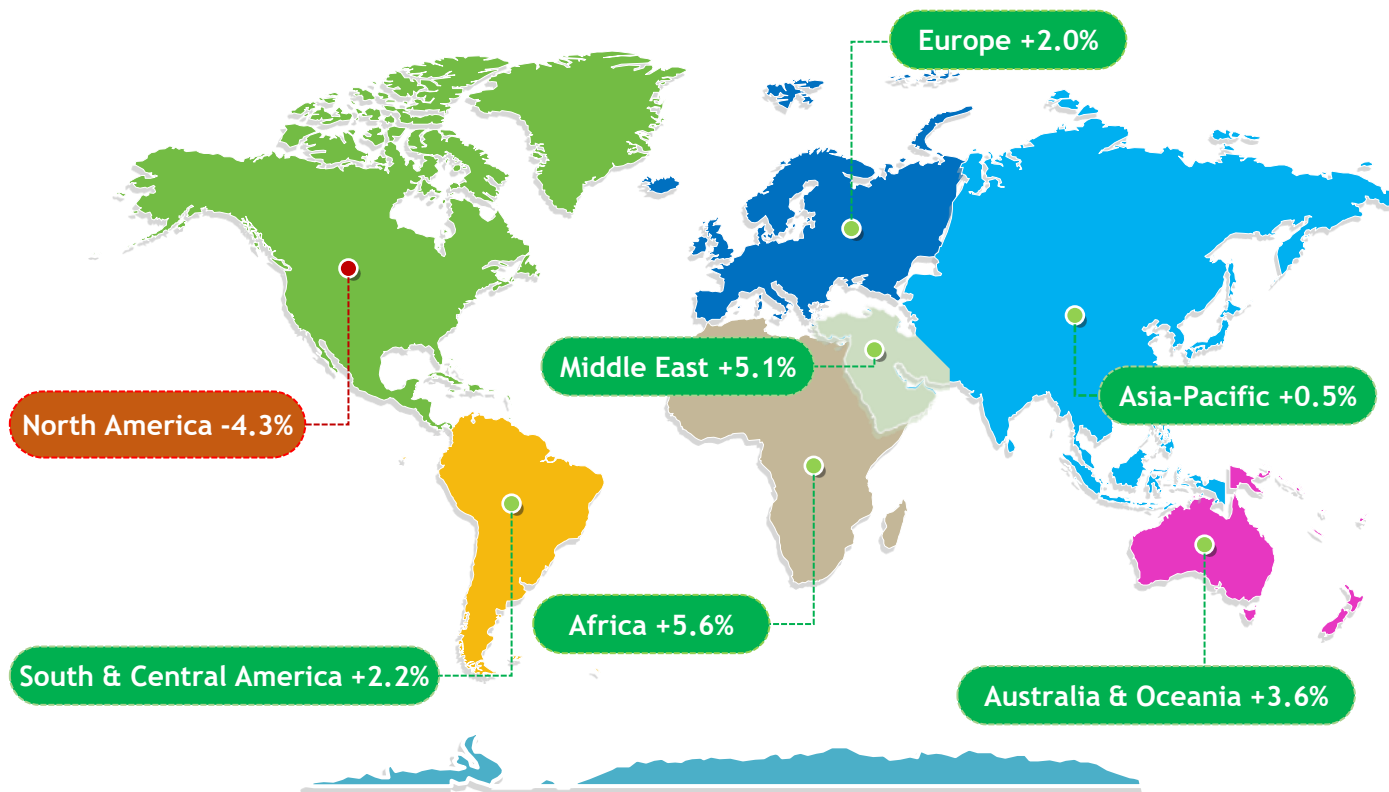 Europe +2.0%
Middle East +5.1%
Asia-Pacific +0.5%
North America -4.3%
Africa +5.6%
South & Central America +2.2%
Australia & Oceania +3.6%